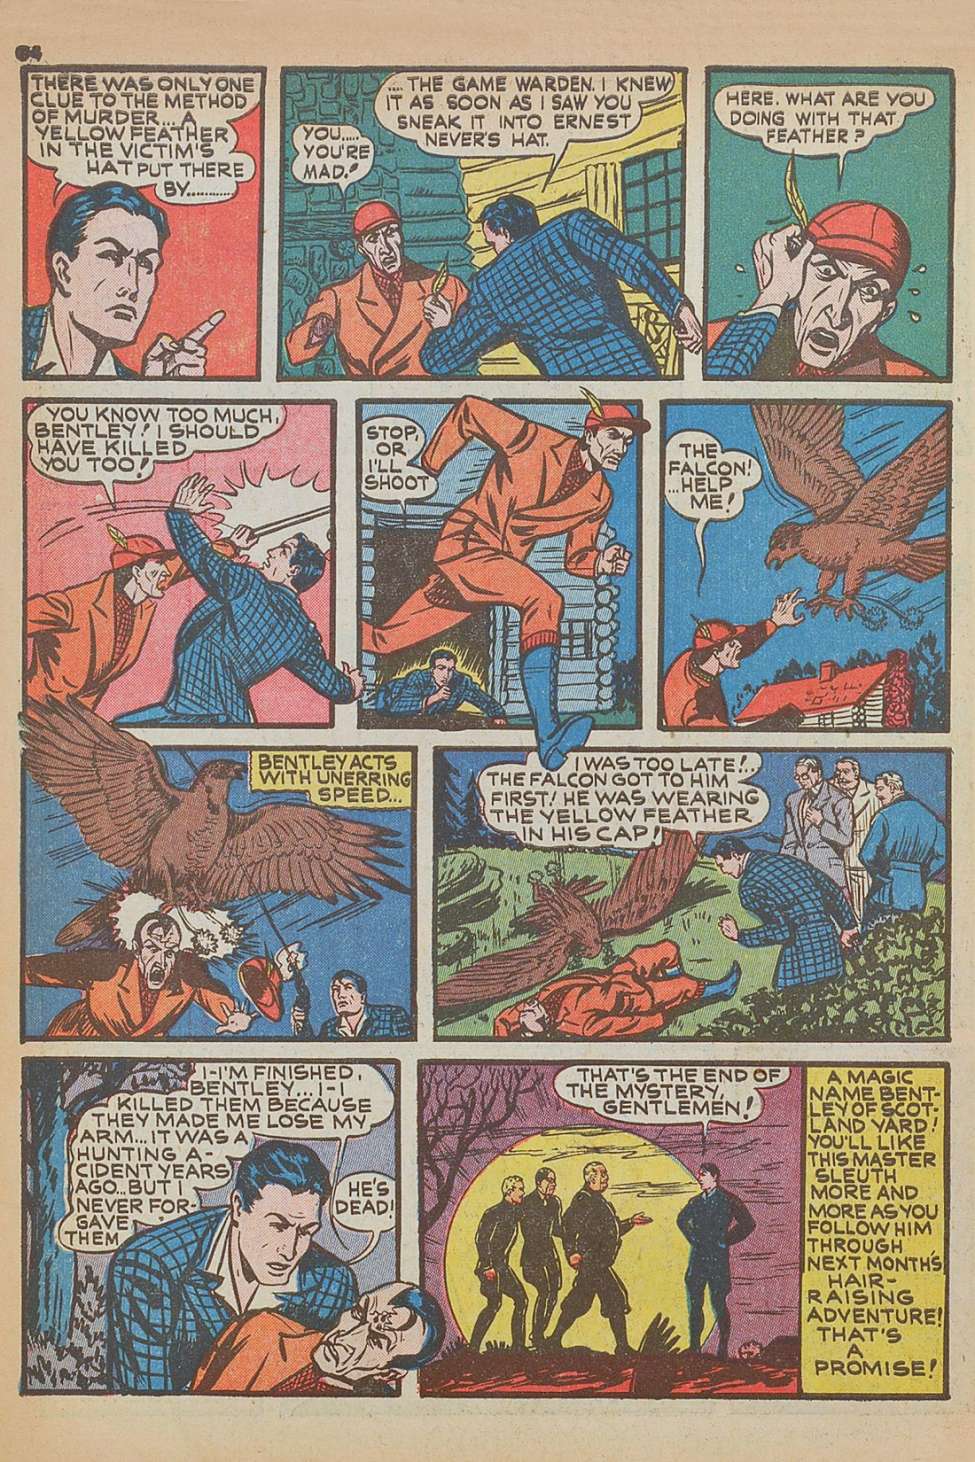 64
THERE WAS ONLY ONE
CLUE TO THE METHOD
OF MURDER... A
YELLOW FEATHER
IN THE VICTIM'S
HAT PUT THERE
BY............
YOU....
YOU'RE
MAD!
.... THE GAME WARDEN. I KNEW
IT AS SOON AS I SAW YOU
SNEAK IT INTO ERNEST
NEVER'S HAT.
HERE. WHAT ARE YOU
DOING WITH THAT
FEATHER?
YOU KNOW TOO MUCH,
BENTLEY! I SHOULD
HAVE KILLED
YOU TOO!
STOP,
OR
I'LL
SHOOT
THE
FALCON!
...HELP
ME!
BENTLEY ACTS
WITH UNERRING
SPEED...
I WAS TOO LATE!..
THE FALCON GOT TO HIM
FIRST! HE WAS WEARING
THE YELLOW FEATHER
IN HIS CAP!
I-I'M FINISHED,
BENTLEY... I-I
KILLED THEM BECAUSE
THEY MADE ME LOSE MY
ARM... IT WAS A
HUNTING A-
CIDENT YEARS
AGO... BUT I
NEVER FOR-
GAVE
THEM
HE'S
DEAD!
THAT'S THE END OF
THE MYSTERY,
GENTLEMEN!
A MAGIC
NAME BENT-
LEY OF SCOT-
LAND YARD!
YOU'LL LIKE
THIS MASTER
SLEUTH
MORE AND
MORE AS YOU
FOLLOW HIM
THROUGH
NEXT MONTH'S
HAIR-
RAISING
ADVENTURE!
THAT'S
A
PROMISE!